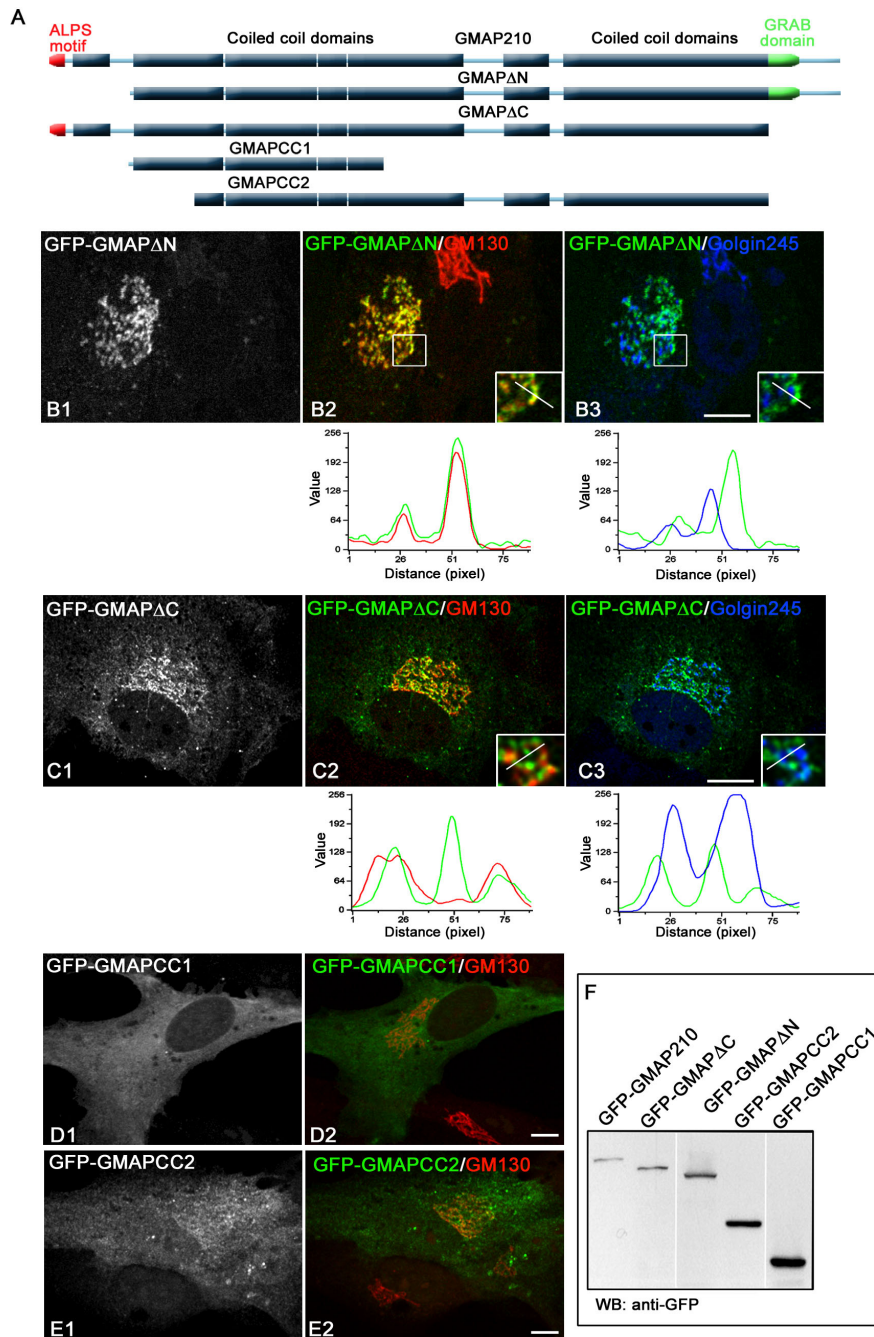 A
ALPS motif
Coiled coil domains
GMAP210
Coiled coil domains
GRAB domain
GMAPΔN
GMAPΔC
GMAPCC1
GMAPCC2
GFP-GMAPΔN
B1
GFP-GMAPΔN/GM130
B2
GFP-GMAPΔN/Golgin245
B3
256
192
128
64
Value
1 26 51 75
Distance (pixel)
256
192
128
64
Value
1 26 51 75
Distance (pixel)
GFP-GMAPΔC
C1
GFP-GMAPΔC/GM130
C2
GFP-GMAPΔC/Golgin245
C3
256
192
128
64
Value
1 26 51 75
Distance (pixel)
256
192
128
64
Value
1 26 51 75
Distance (pixel)
GFP-GMAPCC1
D1
GFP-GMAPCC1/GM130
D2
GFP-GMAPCC2
E1
GFP-GMAPCC2/GM130
E2
F
GFP-GMAP210
GFP-GMAPΔC
GFP-GMAPΔN
GFP-GMAPCC2
GFP-GMAPCC1
WB: anti-GFP